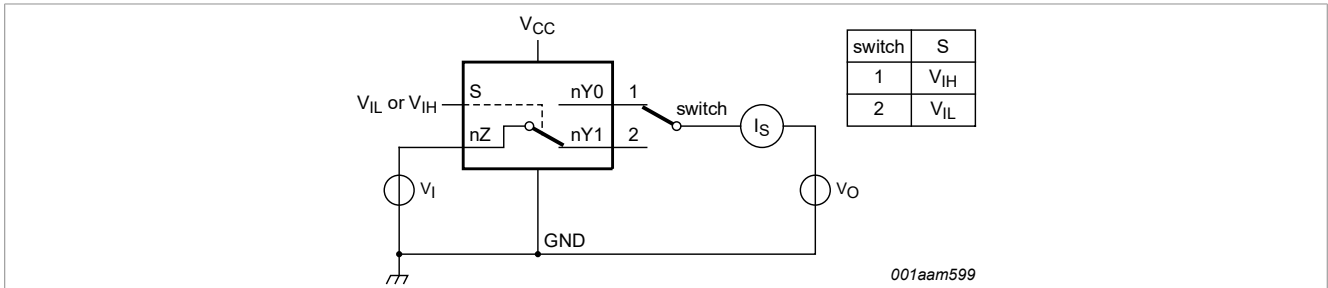 VCC
switch S
1 VIH
2 VIL
S nY0 1
VIL or VIH switch
nZ nY1 2 IS
VI VO
GND
001aam599